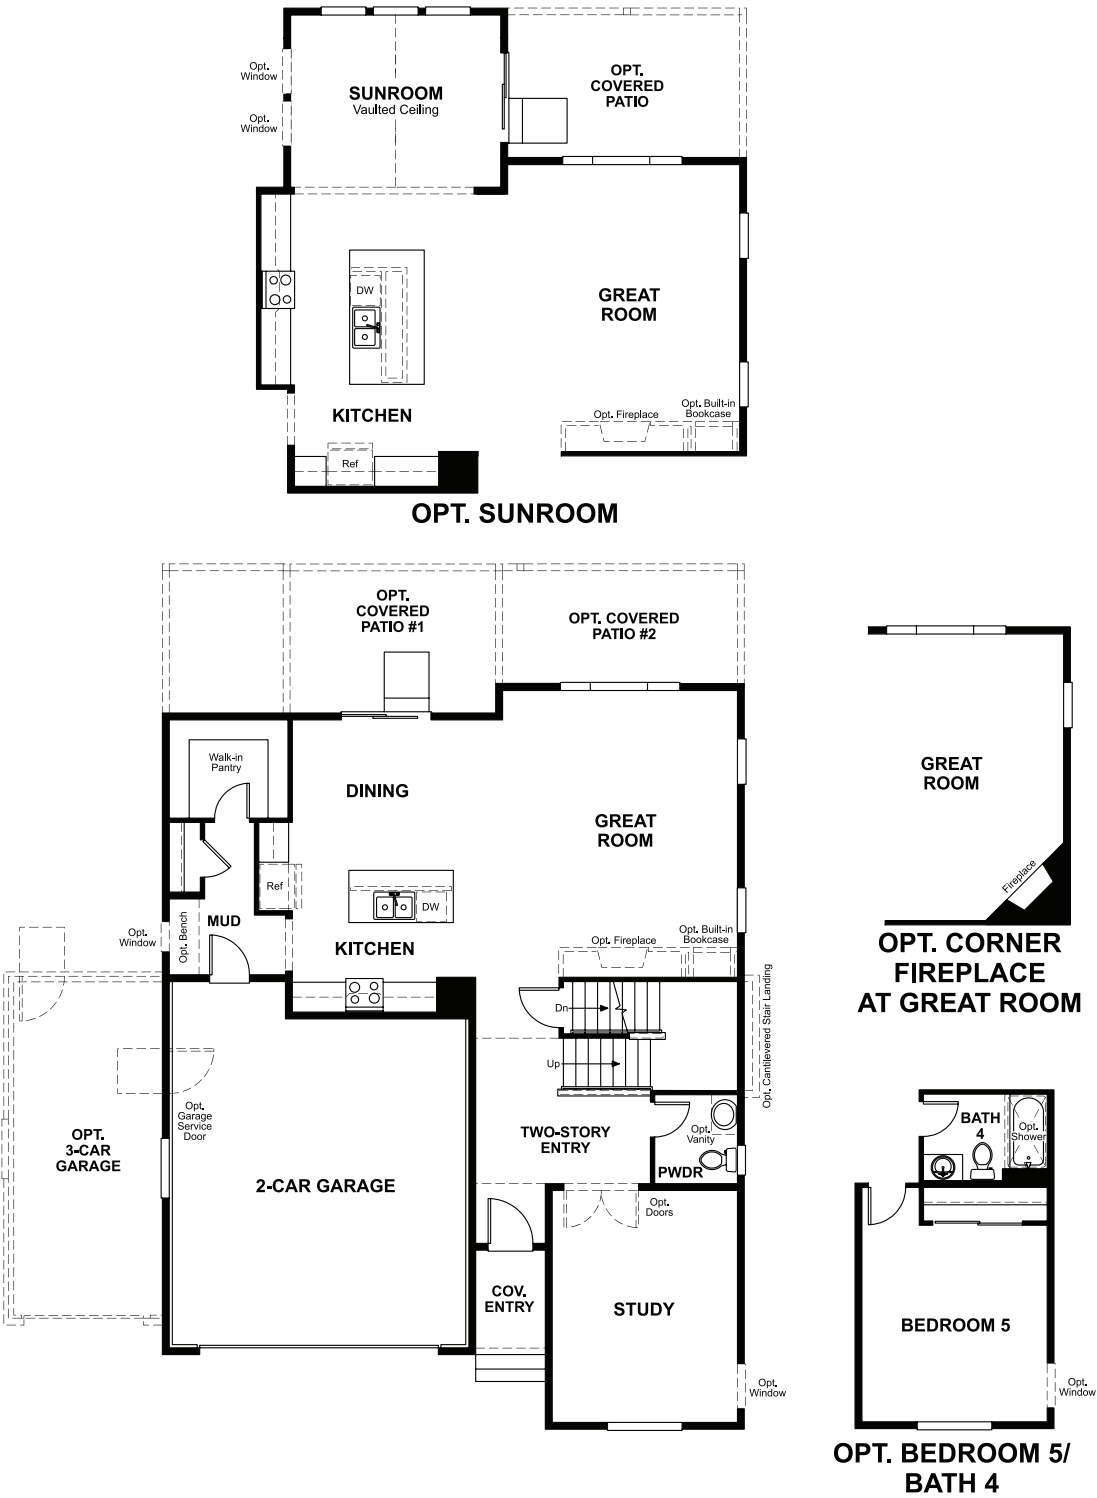 Opt.
Window
Opt.
Window
SUNROOM
Vaulted Ceiling
OPT.
COVERED
PATIO
DW
GREAT
ROOM
KITCHEN
Opt. Fireplace
Opt. Built-in
Bookcase
Ref
OPT. SUNROOM
OPT.
COVERED
PATIO #1
OPT. COVERED
PATIO #2
Walk-in
Pantry
DINING
GREAT
ROOM
Ref
DW
Opt. Bench
MUD
Opt.
Window
KITCHEN
Opt. Fireplace
Opt. Built-in
Bookcase
Dn
Up
Opt. Cantilevered Stair Landing
Opt.
Garage
Service
Door
OPT.
3-CAR
GARAGE
2-CAR GARAGE
TWO-STORY
ENTRY
Opt.
Vanity
PWDR
Opt.
Doors
COV.
ENTRY
STUDY
Opt.
Window
GREAT
ROOM
Fireplace
OPT. CORNER
FIREPLACE
AT GREAT ROOM
BATH
4
Opt.
Shower
BEDROOM 5
Opt.
Window
OPT. BEDROOM 5/
BATH 4